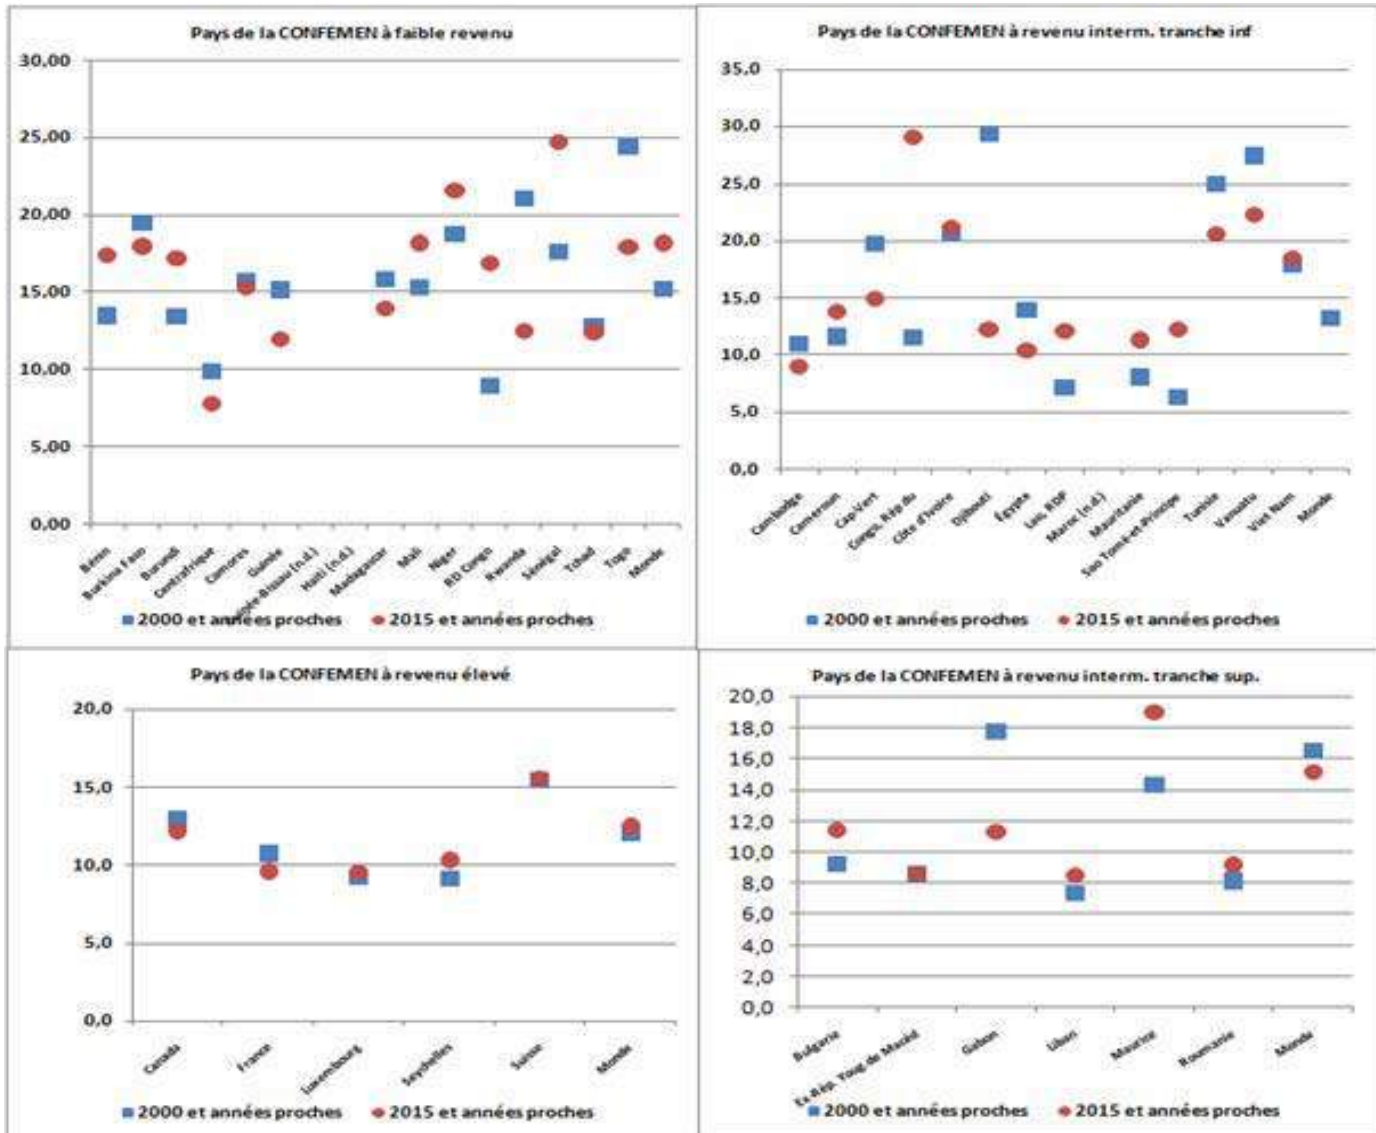 Pays de la CONFEMEN à faible revenu
30,00
25,00
20,00
15,00
10,00
5,00
0,00
Bénin
Burkina Faso
Burundi
Centrafrique
Comores
Guinée
Haïti (n.d.)
Madagascar
Mali
Niger
RD Congo
Rwanda
Sénégal
Tchad
Togo
Monde
2000 et années proches 2015 et années proches
Pays de la CONFEMEN à revenu interm. tranche inf
35,0
30,0
25,0
20,0
15,0
10,0
5,0
0,0
Cambodge
Cameroun
Cap-Vert
Congo, Rép du
Côte d'Ivoire
Djibouti
Égypte
Lao, RDP
Maroc (n.d.)
Mauritanie
Sao Tomé-et-Principe
Tunisie
Vanuatu
Viet Nam
Monde
2000 et années proches 2015 et années proches
Pays de la CONFEMEN à revenu élevé
20,0
15,0
10,0
5,0
0,0
Canada
France
Luxembourg
Seychelles
Suisse
Monde
2000 et années proches 2015 et années proches
Pays de la CONFEMEN à revenu interm. tranche sup.
20,0
18,0
16,0
14,0
12,0
10,0
8,0
6,0
4,0
2,0
0,0
Bulgarie
Ex-Rép. Youg.de Macéd
Gabon
Liban
Maurice
Roumanie
Monde
2000 et années proches 2015 et années proches